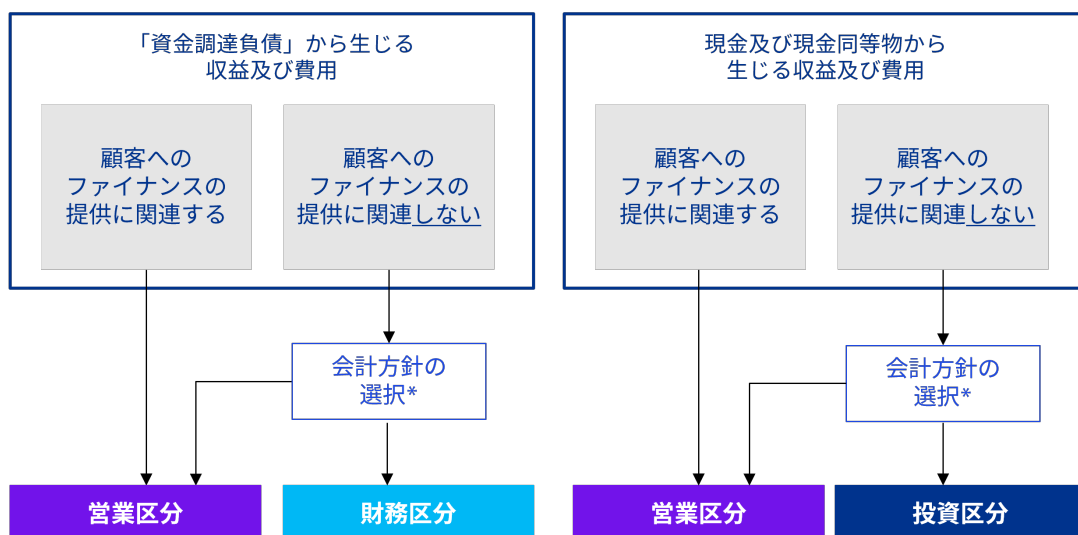 「資金調達負債」から生じる
収益及び費用
顧客への
ファイナンスの
提供に関連する
顧客への
ファイナンスの
提供に関連しない
会計方針の
選択*
営業区分
財務区分
現金及び現金同等物から
生じる収益及び費用
顧客への
ファイナンスの
提供に関連する
顧客への
ファイナンスの
提供に関連しない
会計方針の
選択*
営業区分
投資区分